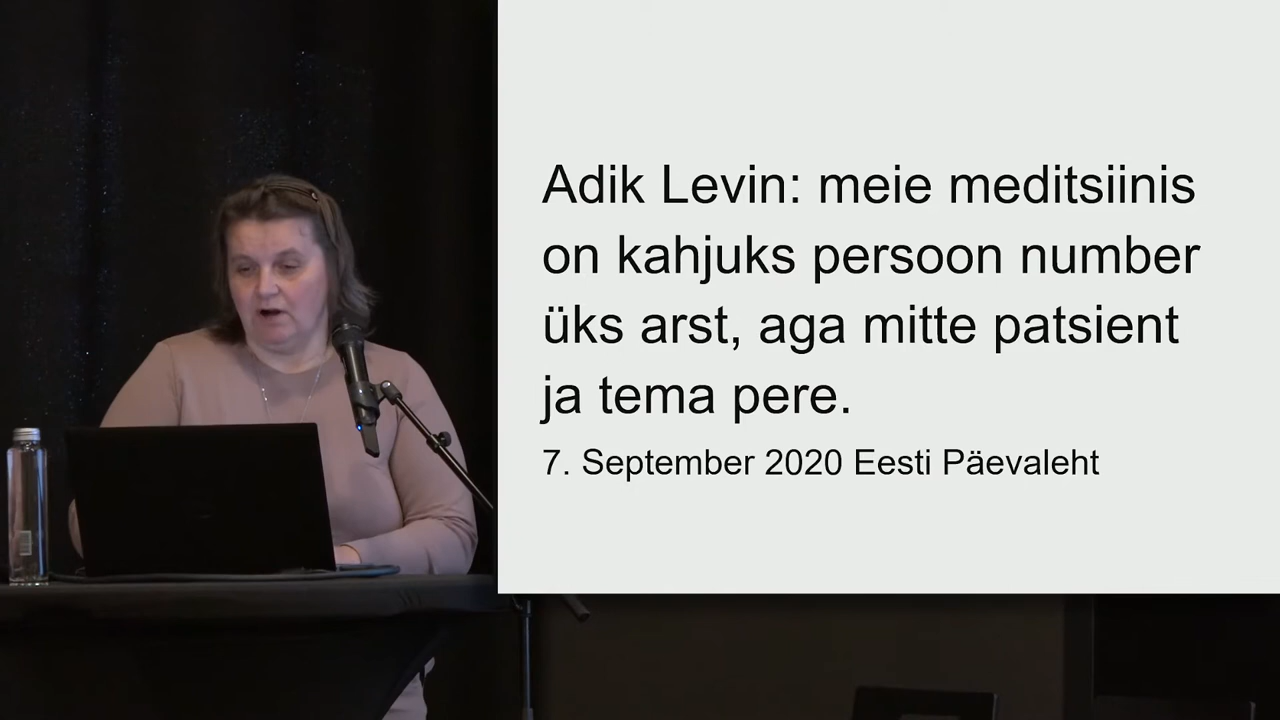 Adik Levin: meie meditsiinis
on kahjuks persoon number
üks arst, aga mitte patsient
ja tema pere.
7. September 2020 Eesti Päevaleht